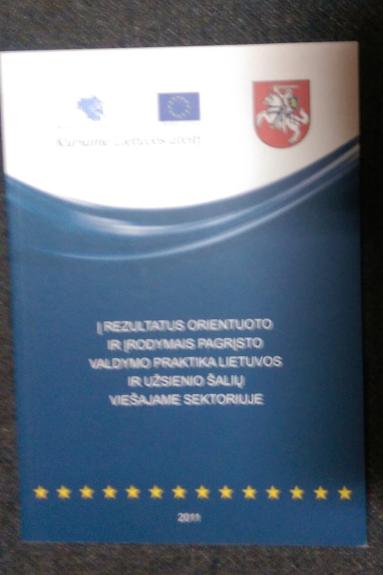 Kuriame Lietuvos ateitį
Į REZULTATUS ORIENTUOTO
IR ĮRODYMAIS PAGRĮSTO
VALDYMO PRAKTIKA LIETUVOS
IR UŽSIENIO ŠALIŲ
VIEŠAJAME SEKTORIUJE
2011